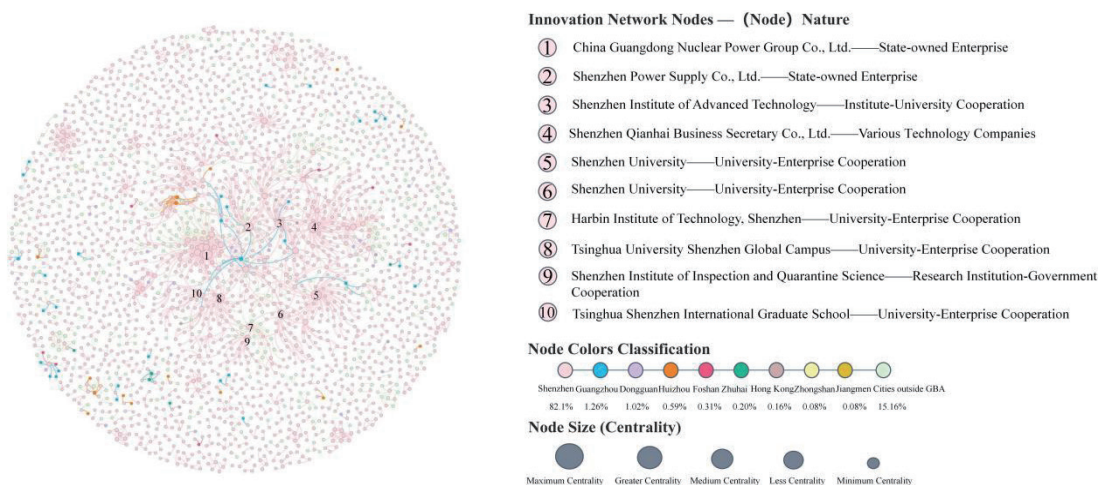 Innovation Network Nodes — (Node) Nature
1 China Guangdong Nuclear Power Group Co., Ltd.——State-owned Enterprise
2 Shenzhen Power Supply Co., Ltd.——State-owned Enterprise
3 Shenzhen Institute of Advanced Technology——Institute-University Cooperation
4 Shenzhen Qianhai Business Secretary Co., Ltd.——Various Technology Companies
5 Shenzhen University——University-Enterprise Cooperation
6 Shenzhen University——University-Enterprise Cooperation
7 Harbin Institute of Technology, Shenzhen——University-Enterprise Cooperation
8 Tsinghua University Shenzhen Global Campus——University-Enterprise Cooperation
9 Shenzhen Institute of Inspection and Quarantine Science——Research Institution-Government
Cooperation
10 Tsinghua Shenzhen International Graduate School——University-Enterprise Cooperation
2 3 4
1
10 8 5
6
7
9
Node Colors Classification
Shenzhen Guangzhou Dongguan Huizhou Foshan Zhuhai Hong Kong Zhongshan Jiangmen Cities outside GBA
82.1% 1.26% 1.02% 0.59% 0.31% 0.20% 0.16% 0.08% 0.08% 15.16%
Node Size (Centrality)
Maximum Centrality Greater Centrality Medium Centrality Less Centrality Minimum Centrality